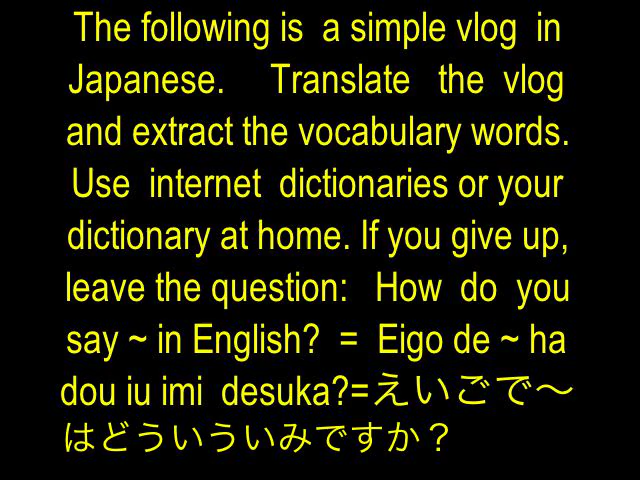 The following is a simple vlog in
Japanese. Translate the vlog
and extract the vocabulary words.
Use internet dictionaries or your
dictionary at home. If you give up,
leave the question: How do you
say ~ in English? = Eigo de ~ ha
dou iu imi desuka?=えいごで～
はどういういみですか？